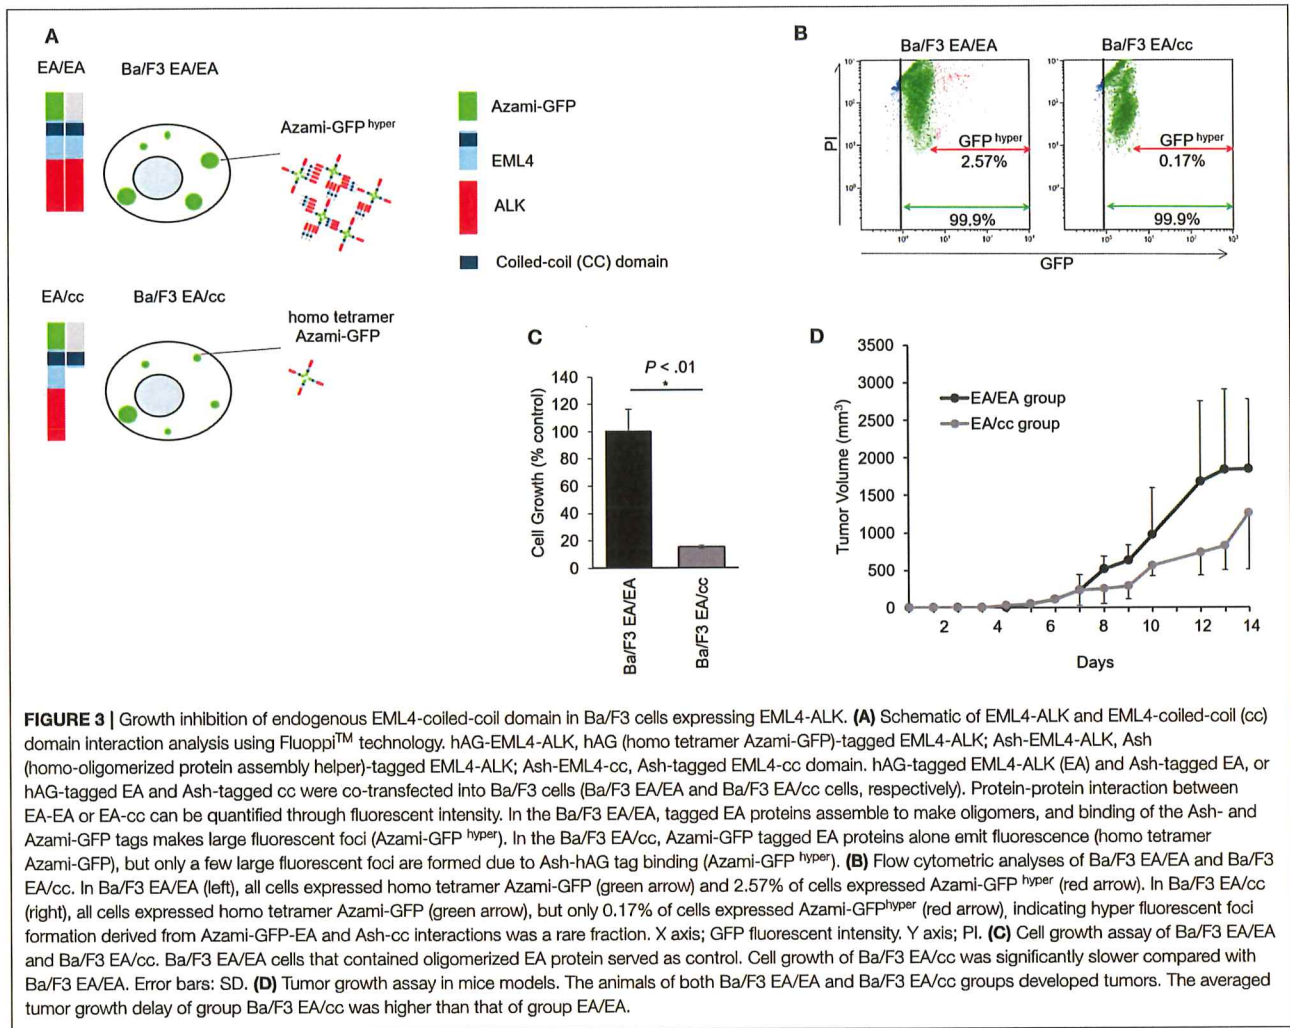 A
EA/EA
Ba/F3 EA/EA
Azami-GFP hyper
Azami-GFP
EML4
ALK
Coiled-coil (CC) domain
EA/cc
Ba/F3 EA/cc
homo tetramer
Azami-GFP
B
Ba/F3 EA/EA
Ba/F3 EA/cc
PI
GFP hyper
2.57%
99.9%
GFP hyper
0.17%
99.9%
GFP
C
P < .01
*
Cell Growth (% control)
140
120
100
80
60
40
20
0
Ba/F3 EA/EA
Ba/F3 EA/cc
D
Tumor Volume (mm³)
3500
3000
2500
2000
1500
1000
500
0
EA/EA group
EA/cc group
2 4 6 8 10 12 14
Days
FIGURE 3 | Growth inhibition of endogenous EML4-coiled-coil domain in Ba/F3 cells expressing EML4-ALK. (A) Schematic of EML4-ALK and EML4-coiled-coil (cc)
domain interaction analysis using Fluoppi™ technology. hAG-EML4-ALK, hAG (homo tetramer Azami-GFP)-tagged EML4-ALK; Ash-EML4-ALK, Ash
(homo-oligomerized protein assembly helper)-tagged EML4-ALK; Ash-EML4-cc, Ash-tagged EML4-cc domain. hAG-tagged EML4-ALK (EA) and Ash-tagged EA, or
hAG-tagged EA and Ash-tagged cc were co-transfected into Ba/F3 cells (Ba/F3 EA/EA and Ba/F3 EA/cc cells, respectively). Protein-protein interaction between
EA-EA or EA-cc can be quantified through fluorescent intensity. In the Ba/F3 EA/EA, tagged EA proteins assemble to make oligomers, and binding of the Ash- and
Azami-GFP tags makes large fluorescent foci (Azami-GFP hyper). In the Ba/F3 EA/cc, Azami-GFP tagged EA proteins alone emit fluorescence (homo tetramer
Azami-GFP), but only a few large fluorescent foci are formed due to Ash-hAG tag binding (Azami-GFP hyper). (B) Flow cytometric analyses of Ba/F3 EA/EA and Ba/F3
EA/cc. In Ba/F3 EA/EA (left), all cells expressed homo tetramer Azami-GFP (green arrow) and 2.57% of cells expressed Azami-GFP hyper (red arrow). In Ba/F3 EA/cc
(right), all cells expressed homo tetramer Azami-GFP (green arrow), but only 0.17% of cells expressed Azami-GFPhyper (red arrow), indicating hyper fluorescent foci
formation derived from Azami-GFP-EA and Ash-cc interactions was a rare fraction. X axis; GFP fluorescent intensity. Y axis; PI. (C) Cell growth assay of Ba/F3 EA/EA
and Ba/F3 EA/cc. Ba/F3 EA/EA cells that contained oligomerized EA protein served as control. Cell growth of Ba/F3 EA/cc was significantly slower compared with
Ba/F3 EA/EA. Error bars: SD. (D) Tumor growth assay in mice models. The animals of both Ba/F3 EA/EA and Ba/F3 EA/cc groups developed tumors. The averaged
tumor growth delay of group Ba/F3 EA/cc was higher than that of group EA/EA.